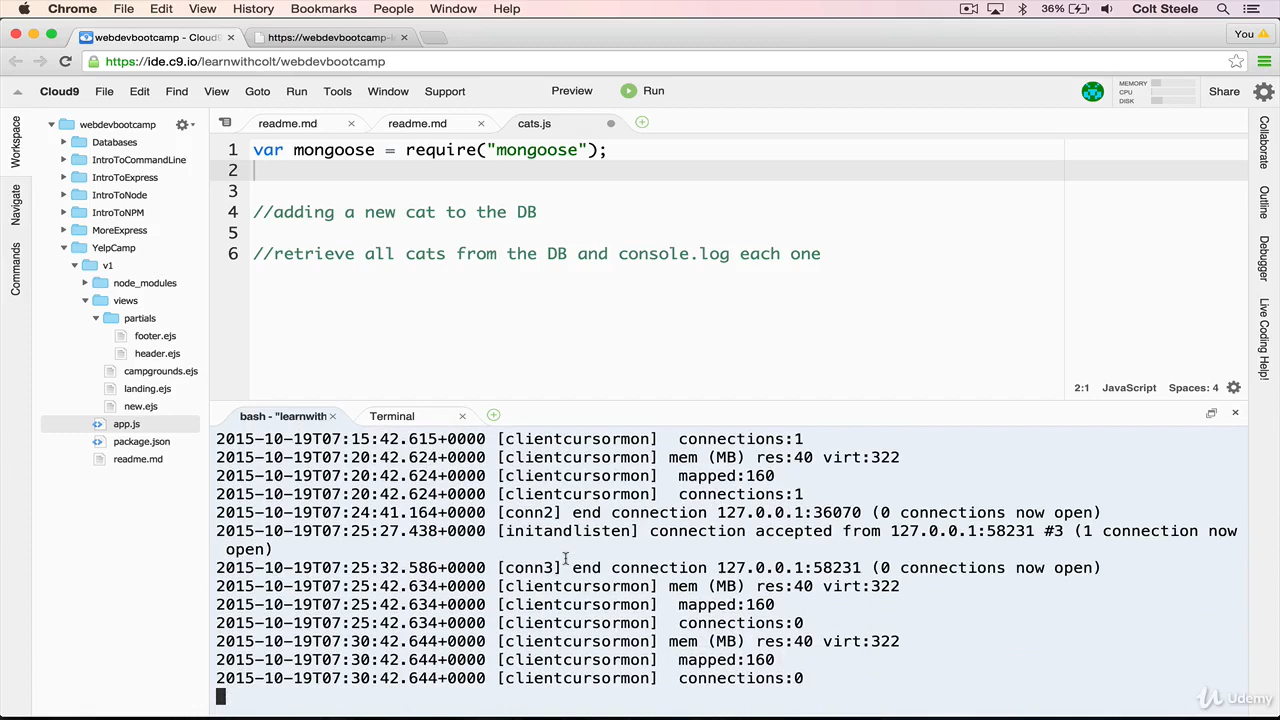 Chrome File Edit View History Bookmarks People Window Help 36% Colt Steele
webdevbootcamp - Cloud9 × https://webdevbootcamp-l × You
https://ide.c9.io/learnwithcolt/webdevbootcamp
Cloud9 File Edit Find View Goto Run Tools Window Support Preview Run MEMORY CPU DISK Share
readme.md × readme.md × cats.js
Workspace
Navigate
Commands
webdevbootcamp
Databases
IntroToCommandLine
IntroToExpress
IntroToNode
IntroToNPM
MoreExpress
YelpCamp
v1
node_modules
views
partials
footer.ejs
header.ejs
campgrounds.ejs
landing.ejs
new.ejs
app.js
package.json
readme.md
1 var mongoose = require("mongoose");
2
3
4 //adding a new cat to the DB
5
6 //retrieve all cats from the DB and console.log each one
2:1 JavaScript Spaces: 4
Collaborate
Outline
Debugger
Live Coding Help!
bash - "learnwith × Terminal ×
2015-10-19T07:15:42.615+0000 [clientcursormon]  connections:1
2015-10-19T07:20:42.624+0000 [clientcursormon] mem (MB) res:40 virt:322
2015-10-19T07:20:42.624+0000 [clientcursormon]  mapped:160
2015-10-19T07:20:42.624+0000 [clientcursormon]  connections:1
2015-10-19T07:24:41.164+0000 [conn2] end connection 127.0.0.1:36070 (0 connections now open)
2015-10-19T07:25:27.438+0000 [initandlisten] connection accepted from 127.0.0.1:58231 #3 (1 connection now
open)
2015-10-19T07:25:32.586+0000 [conn3] end connection 127.0.0.1:58231 (0 connections now open)
2015-10-19T07:25:42.634+0000 [clientcursormon] mem (MB) res:40 virt:322
2015-10-19T07:25:42.634+0000 [clientcursormon]  mapped:160
2015-10-19T07:25:42.634+0000 [clientcursormon]  connections:0
2015-10-19T07:30:42.644+0000 [clientcursormon] mem (MB) res:40 virt:322
2015-10-19T07:30:42.644+0000 [clientcursormon]  mapped:160
2015-10-19T07:30:42.644+0000 [clientcursormon]  connections:0
Udemy